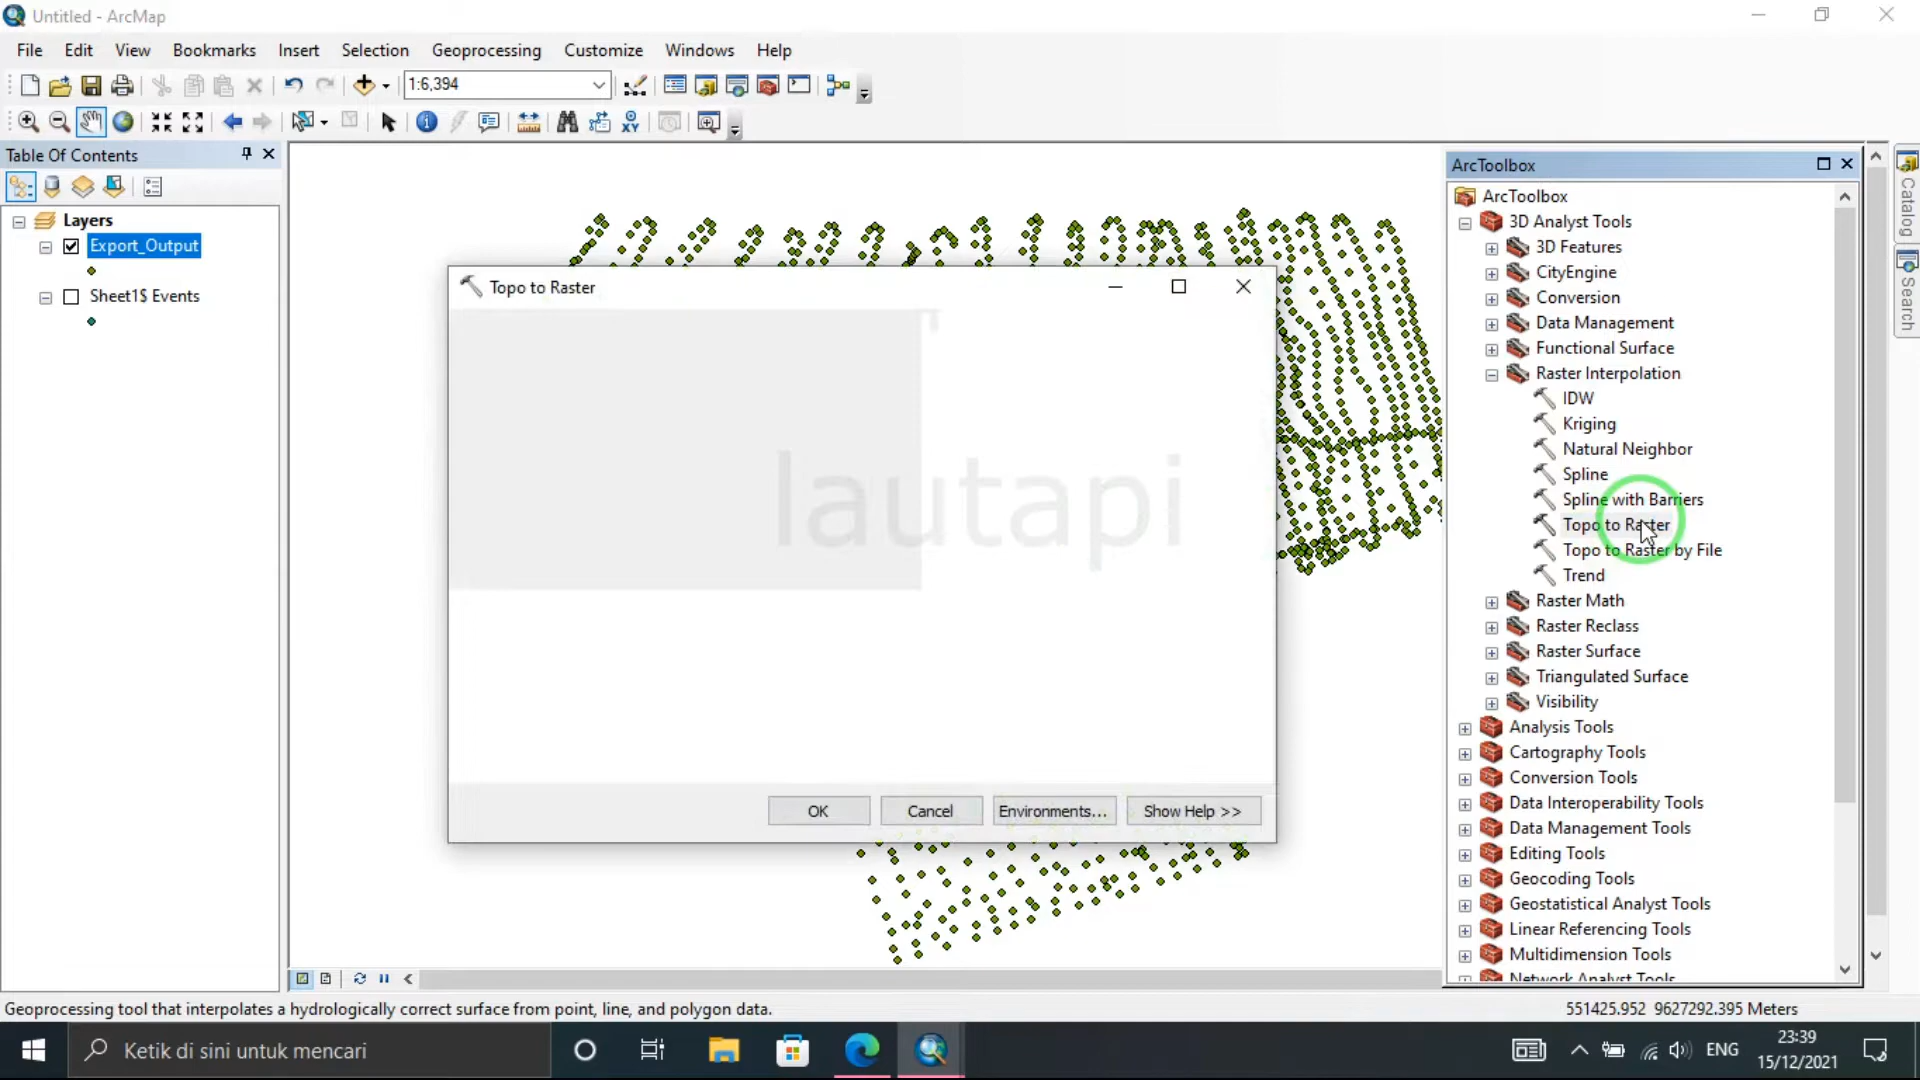 Untitled - ArcMap
File Edit View Bookmarks Insert Selection Geoprocessing Customize Windows Help
1:6,394
Table Of Contents
Layers
Export_Output
Sheet1$ Events
Topo to Raster
lautapi
OK Cancel Environments... Show Help >>
ArcToolbox
ArcToolbox
3D Analyst Tools
3D Features
CityEngine
Conversion
Data Management
Functional Surface
Raster Interpolation
IDW
Kriging
Natural Neighbor
Spline
Spline with Barriers
Topo to Raster
Topo to Raster by File
Trend
Raster Math
Raster Reclass
Raster Surface
Triangulated Surface
Visibility
Analysis Tools
Cartography Tools
Conversion Tools
Data Interoperability Tools
Data Management Tools
Editing Tools
Geocoding Tools
Geostatistical Analyst Tools
Linear Referencing Tools
Multidimension Tools
Network Analyst Tools
Catalog
Search
Geoprocessing tool that interpolates a hydrologically correct surface from point, line, and polygon data.
551425.952 9627292.395 Meters
Ketik di sini untuk mencari
ENG
23:39
15/12/2021